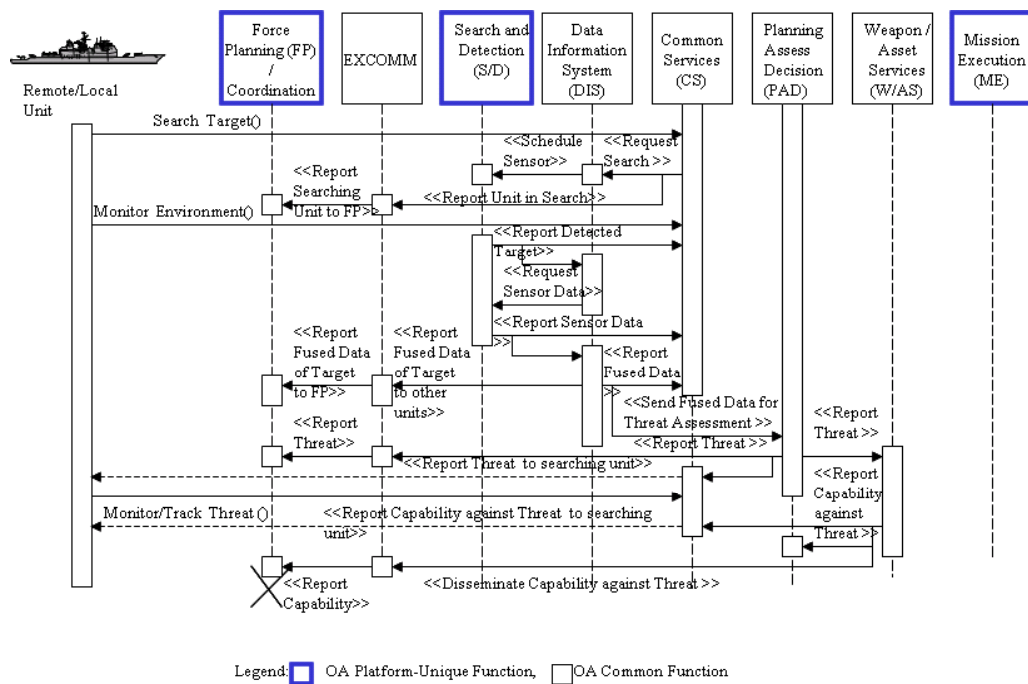 Force
Planning (FP)
/
Coordination
EXCOMM
Search and
Detection
(S/D)
Data
Information
System
(DIS)
Common
Services
(CS)
Planning
Assess
Decision
(PAD)
Weapon /
Asset
Services
(W/AS)
Mission
Execution
(ME)
Remote/Local
Unit
Search Target()
<<Schedule
Sensor>>
<<Request
Search >>
<<Report
Searching
Unit to FP>>
<<Report Unit in Search>>
Monitor Environment()
<<Report Detected
Target>>
<<Request
Sensor Data>>
<<Report Sensor Data
>>
<<Report
Fused Data
of Target
to FP>>
<<Report
Fused Data
of Target
to other
units>>
<<Report
Fused Data
>>
<<Send Fused Data for
Threat Assessment >>
<<Report
Threat >>
<<Report
Threat>>
<<Report Threat >>
<<Report Threat to searching unit>>
<<Report
Capability
against
Threat >>
Monitor/Track Threat ()
<<Report Capability against Threat to searching
unit>>
<<Report
Capability>>
<<Disseminate Capability against Threat >>
Legend: OA Platform-Unique Function, OA Common Function